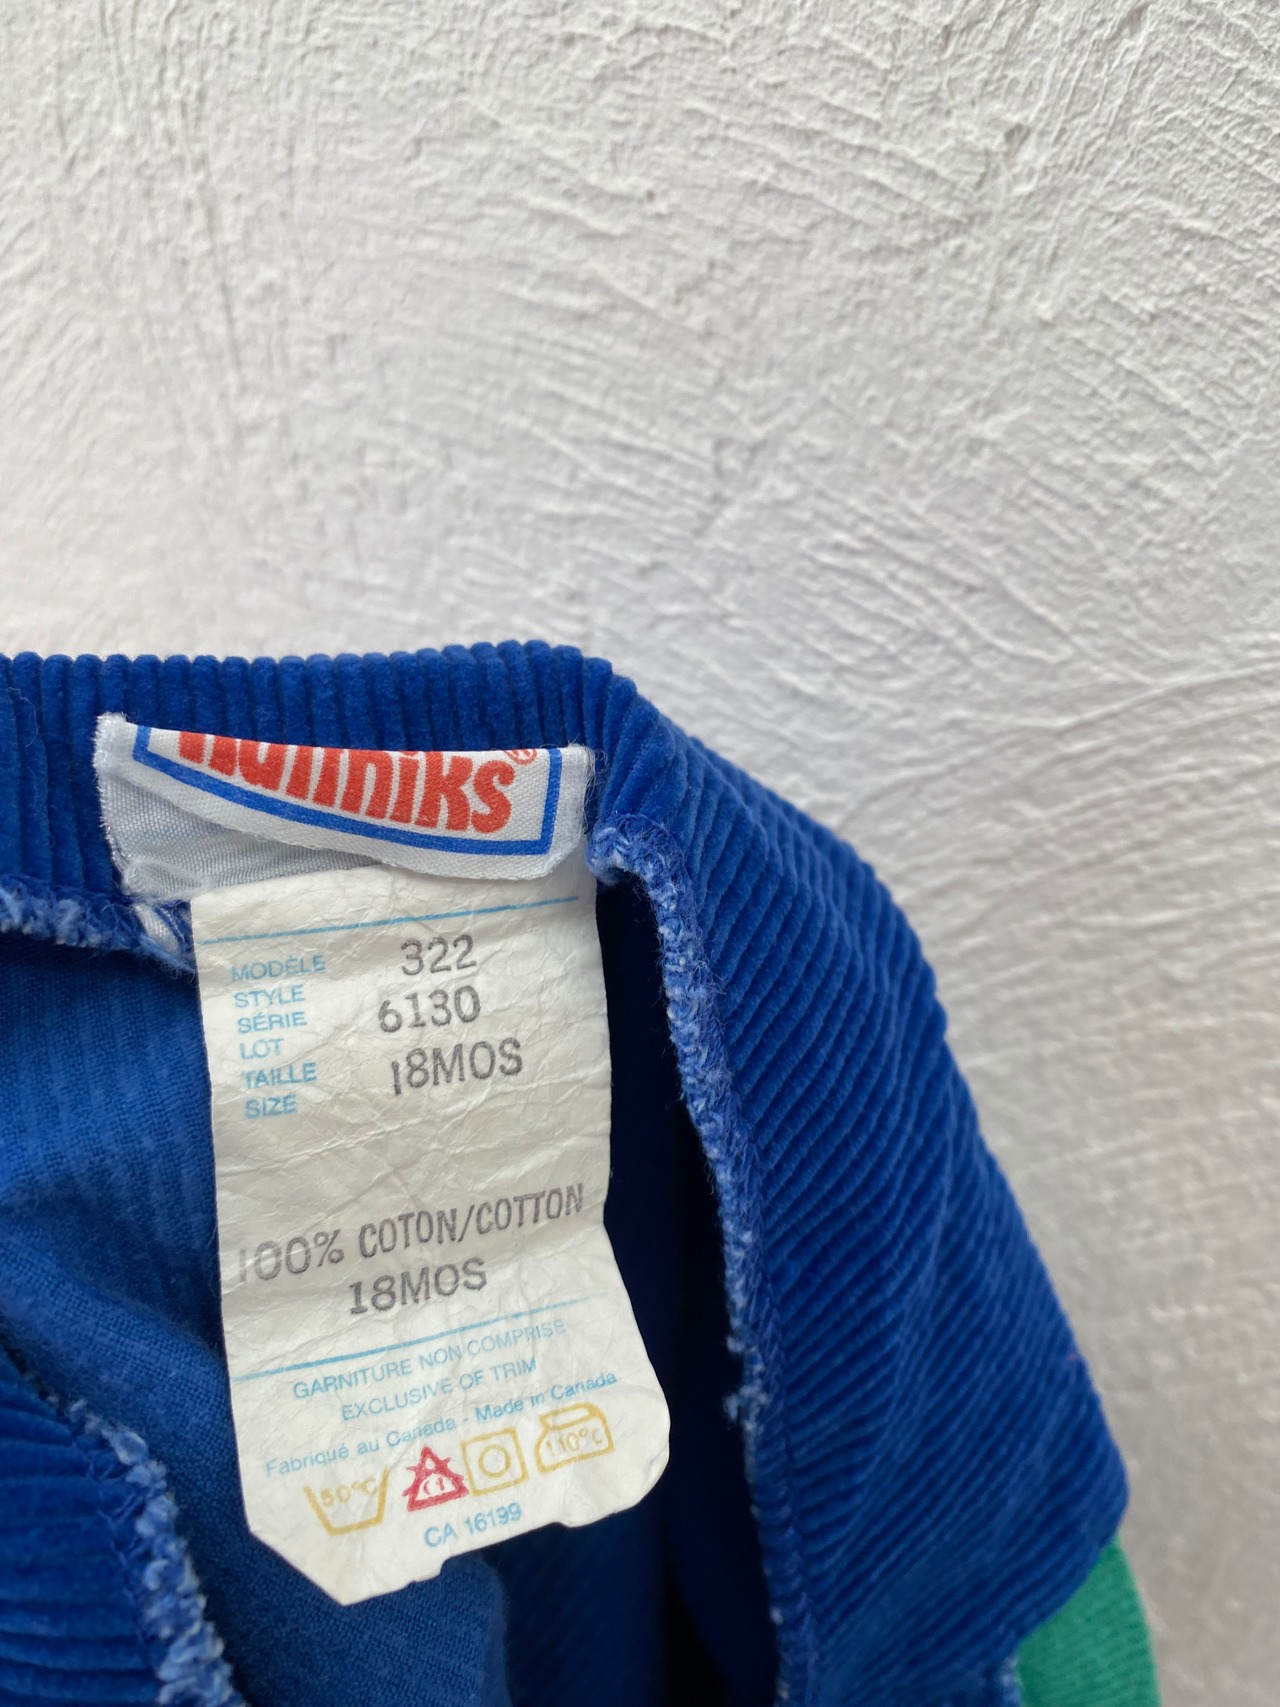 MODÈLE 322
STYLE
SÉRIE 6130
LOT
TAILLE 18MOS
SIZE
100% COTON/COTTON
18MOS
GARNITURE NON COMPRISE
EXCLUSIVE OF TRIM
Fabriqué au Canada - Made in Canada
50°C Cl 110°C
CA 16199